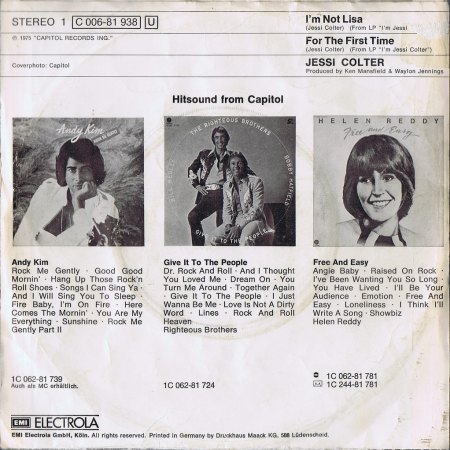 STEREO 1 C 006-81 938 U
℗ 1975 "CAPITOL RECORDS ING."
Coverphoto: Capitol
I'm Not Lisa
(Jessi Colter) (From LP "I'm Jessi
For The First Time
(Jessi Colter) (From LP "I'm Jessi Colter")
JESSI COLTER
Produced by Ken Mansfield & Waylon Jennings
Hitsound from Capitol
Andy Kim
THE RIGHTEOUS BROTHERS
BILL MEDLEY
BOBBY HATFIELD
GIVE IT TO THE PEOPLE
HELEN REDDY
Free and Easy
Andy Kim
Rock Me Gently · Good Good
Mornin' · Hang Up Those Rock'n
Roll Shoes · Songs I Can Sing Ya ·
And I Will Sing You To Sleep ·
Fire Baby, I'm On Fire · Here
Comes The Mornin' · You Are My
Everything · Sunshine · Rock Me
Gently Part II
1C 062-81 739
Auch als MC erhältlich.
Give It To The People
Dr. Rock And Roll · And I Thought
You Loved Me · Dream On · You
Turn Me Around · Together Again
· Give It To The People · I Just
Wanna Be Me · Love Is Not A Dirty
Word · Lines · Rock And Roll
Heaven
Righteous Brothers
1C 062-81 724
Free And Easy
Angie Baby · Raised On Rock ·
I've Been Wanting You So Long ·
You Have Lived · I'll Be Your
Audience · Emotion · Free And
Easy · Loneliness · I Think I'll
Write A Song · Showbiz
Helen Reddy
1C 062-81 781
1C 244-81 781
EMI ELECTROLA
EMI Electrola GmbH, Köln. All rights reserved. Printed in Germany by Druckhaus Maack KG, 588 Lüdenscheid.